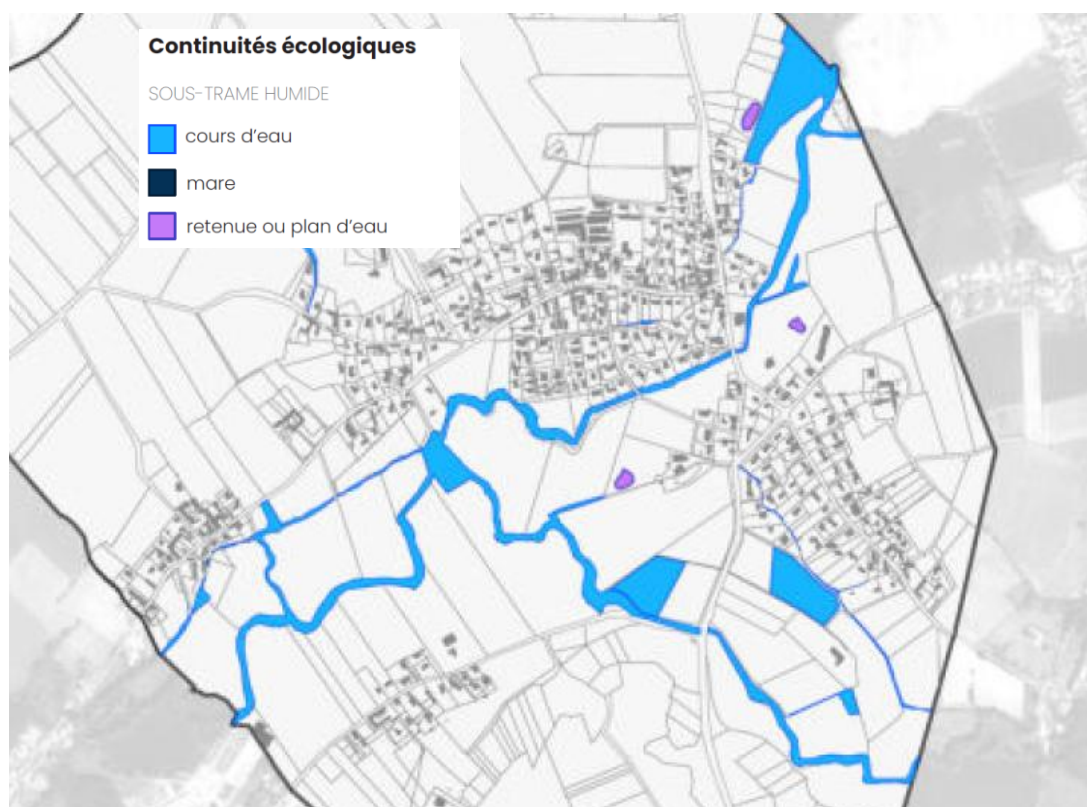 Continuités écologiques
SOUS-TRAME HUMIDE
cours d'eau
mare
retenue ou plan d'eau